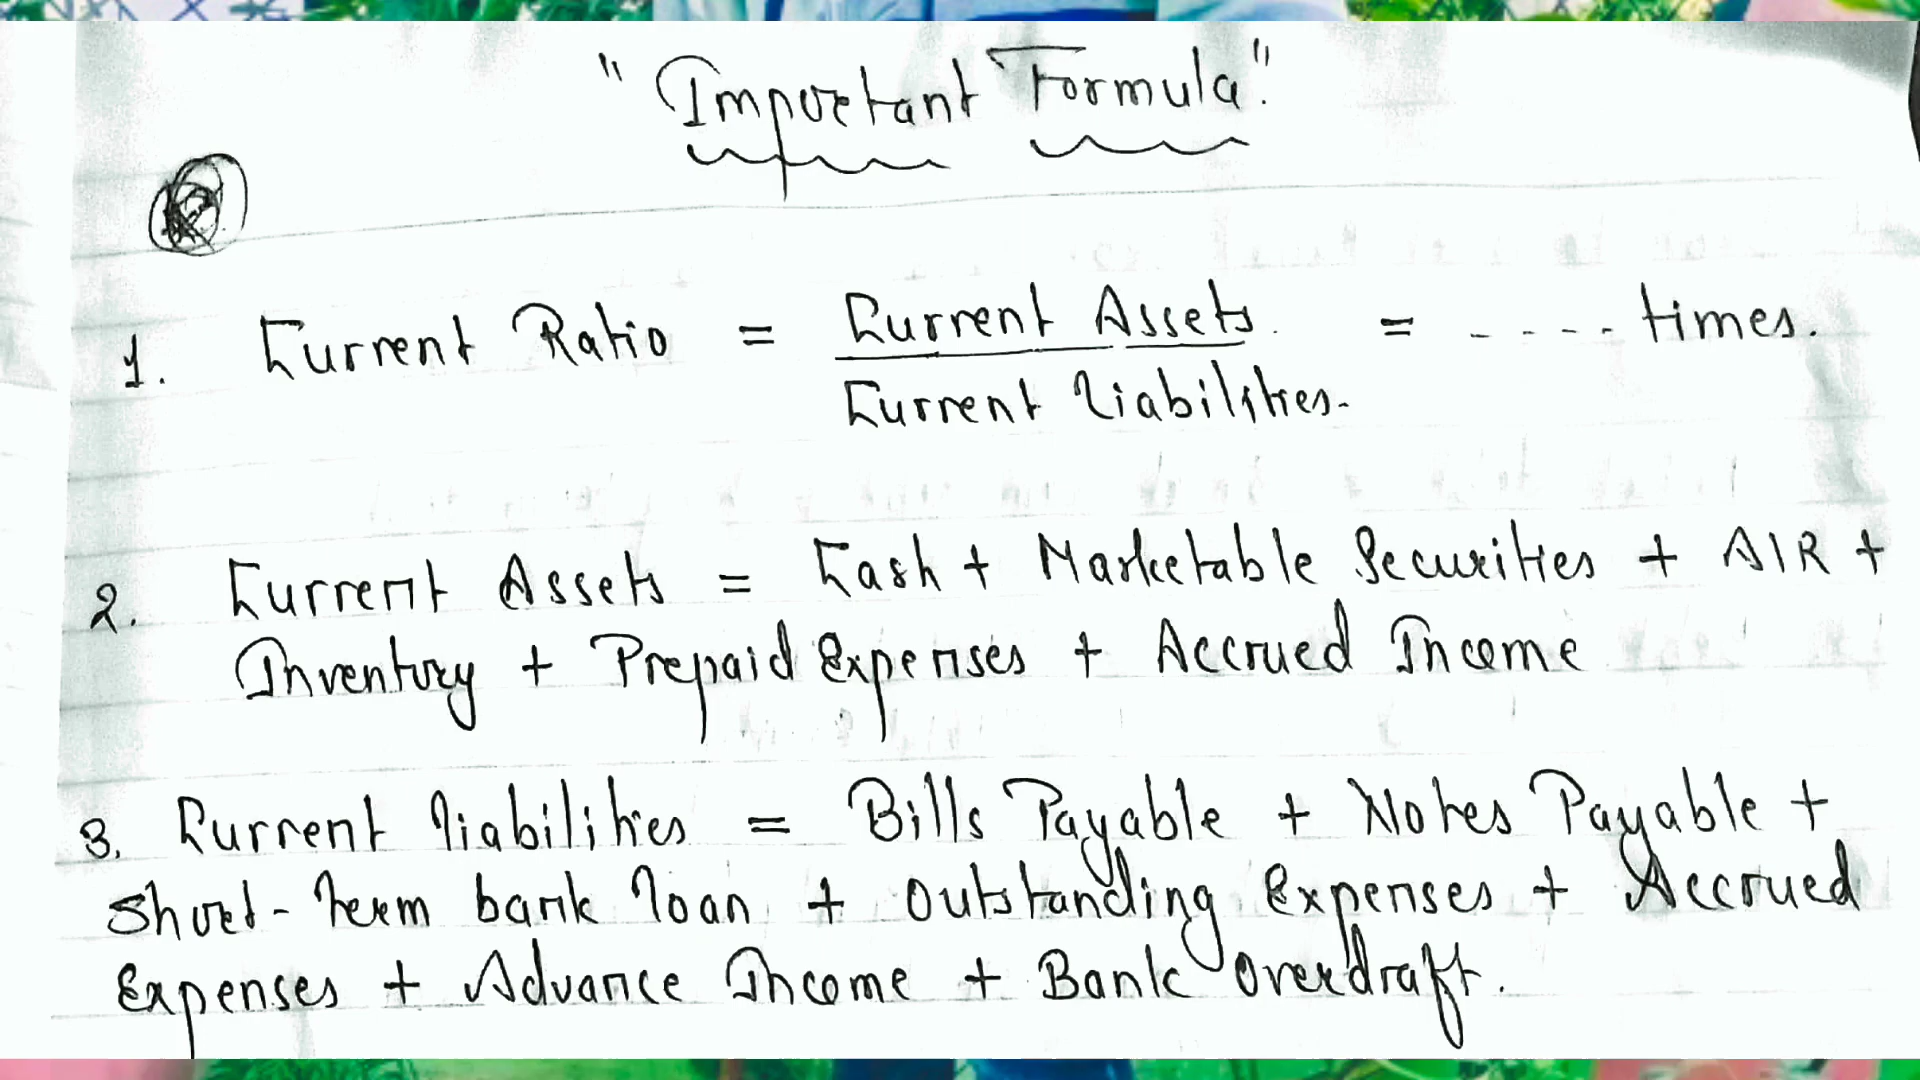 "Important Formula".
1. Current Ratio = Current Assets / Current Liabilities. = ---- times.
2. Current Assets = Cash + Marketable Securities + A/R +
Inventory + Prepaid Expenses + Accrued Income
3. Current liabilities = Bills Payable + Notes Payable +
Short-term bank loan + Outstanding Expenses + Accrued
Expenses + Advance Income + Bank overdraft.